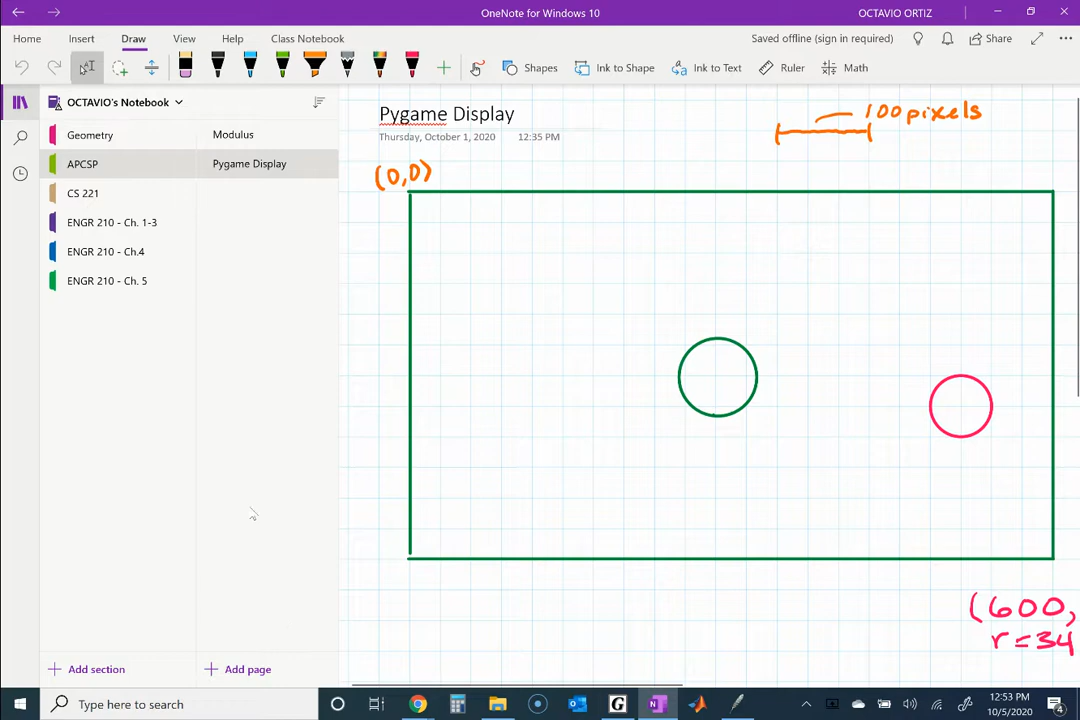 OneNote for Windows 10
OCTAVIO ORTIZ
Home Insert Draw View Help Class Notebook
Saved offline (sign in required)
Share
Shapes
Ink to Shape
Ink to Text
Ruler
Math
OCTAVIO's Notebook
Geometry
APCSP
CS 221
ENGR 210 - Ch. 1-3
ENGR 210 - Ch.4
ENGR 210 - Ch. 5
Modulus
Pygame Display
Pygame Display
Thursday, October 1, 2020 12:35 PM
100 pixels
(0,0)
(600,
r=34
Add section
Add page
Type here to search
12:53 PM
10/5/2020
4